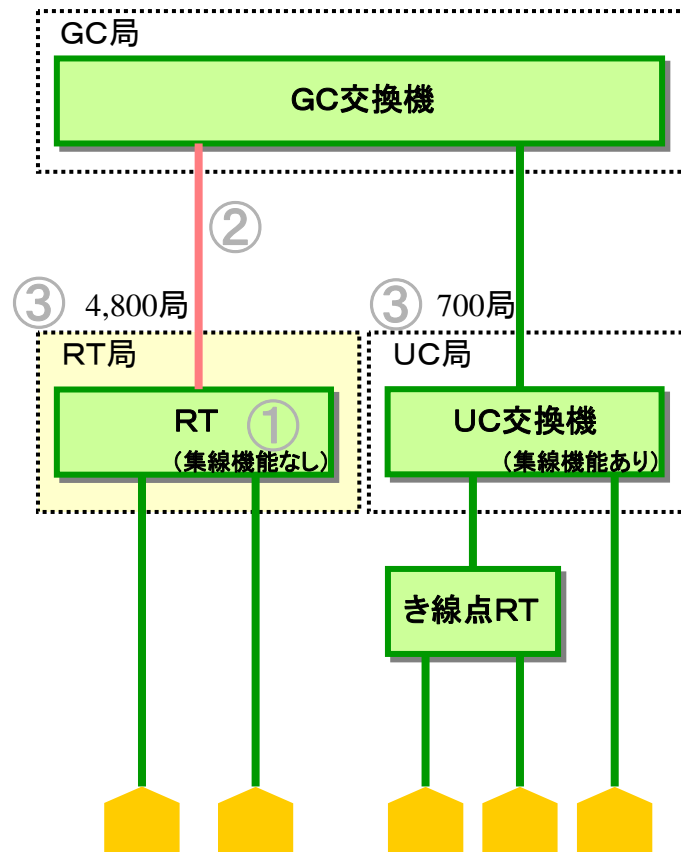 GC局
GC交換機
②
③ 4,800局
③ 700局
RT局
UC局
RT ①
(集線機能なし)
UC交換機
(集線機能あり)
き線点RT